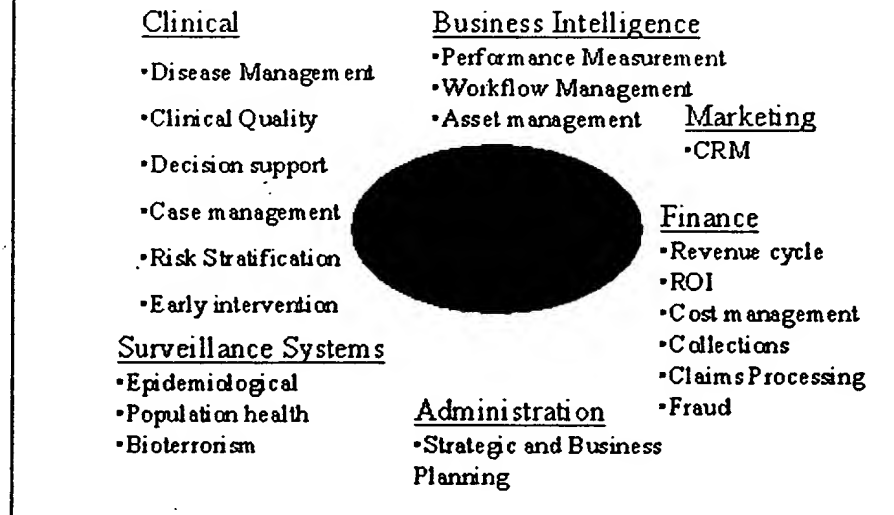 Clinical
•Disease Management
•Clinical Quality
•Decision support
•Case management
•Risk Stratification
•Early intervention
Surveillance Systems
•Epidemiological
•Population health
•Bioterrorism
Business Intelligence
•Performance Measurement
•Workflow Management
•Asset management
Marketing
•CRM
Finance
•Revenue cycle
•ROI
•Cost management
•Collections
•Claims Processing
•Fraud
Administration
•Strategic and Business
Planning